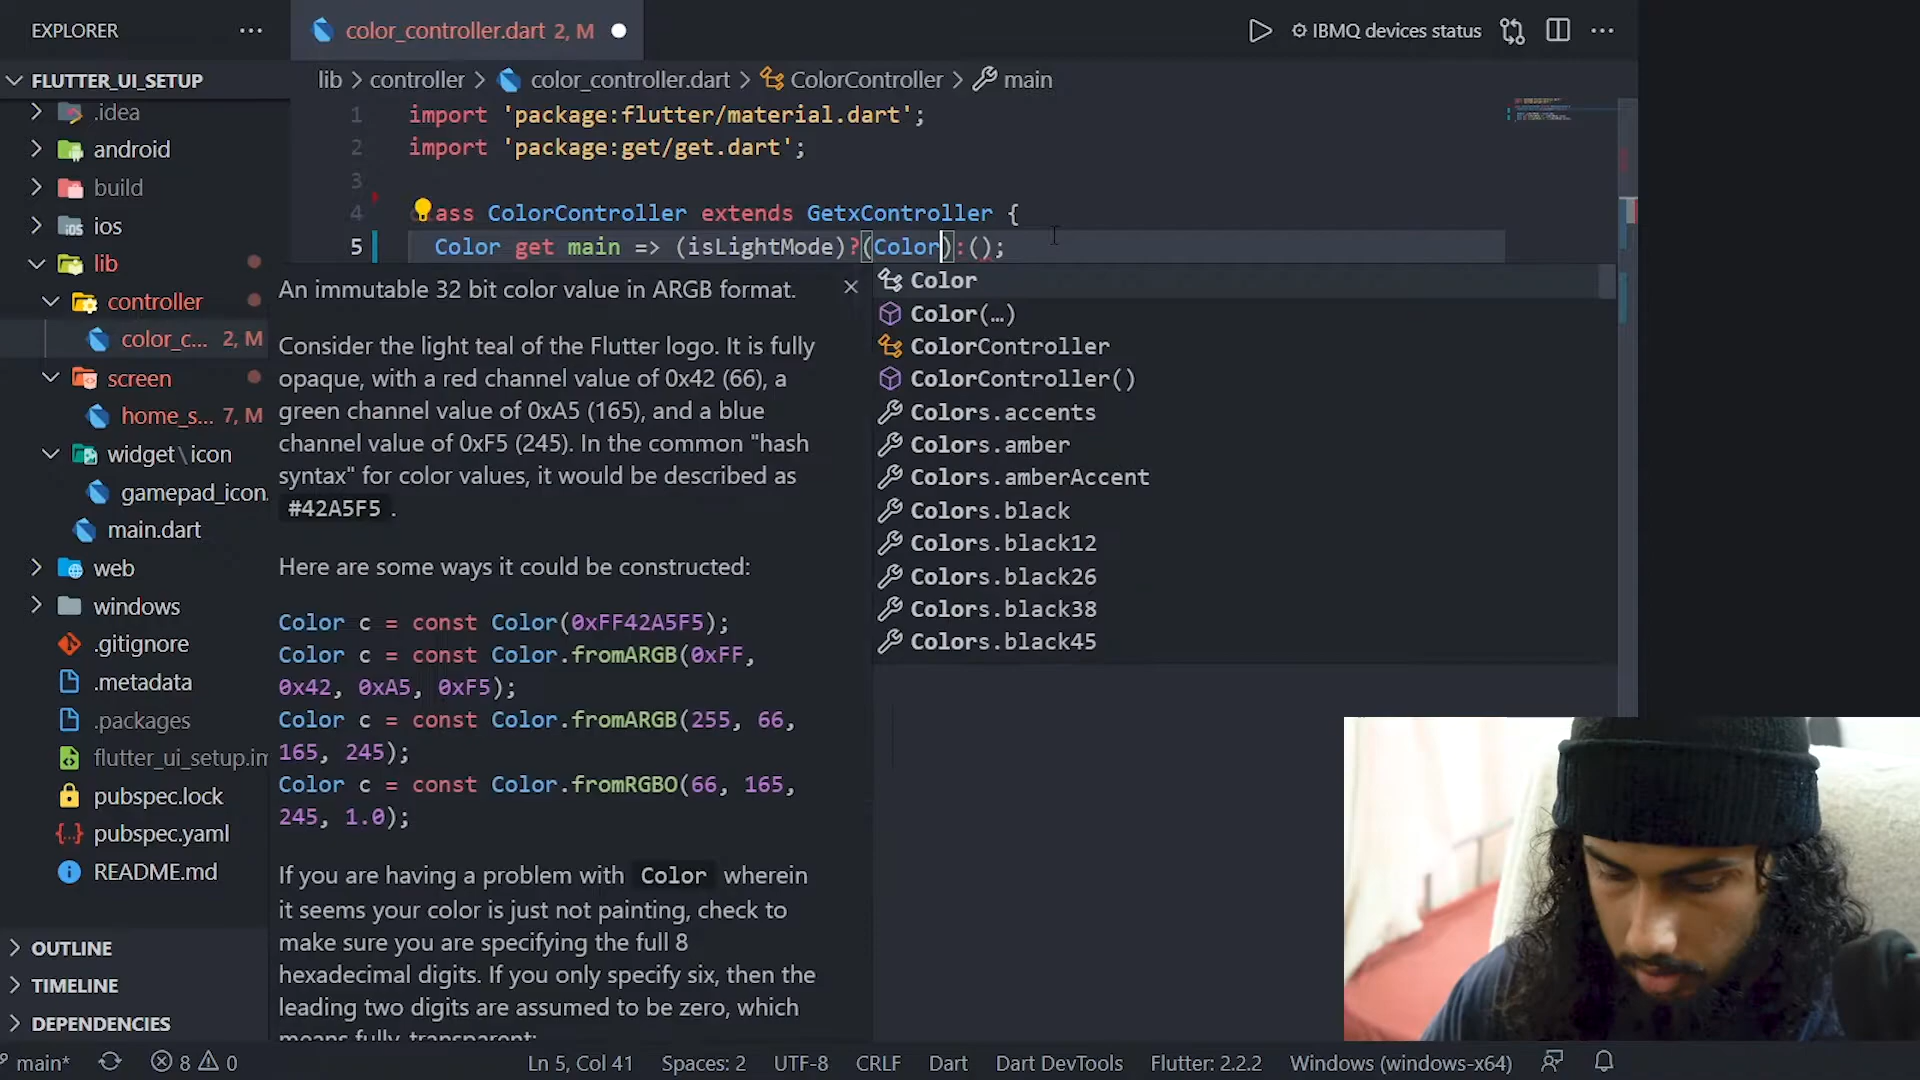 EXPLORER
color_controller.dart 2, M
IBMQ devices status
FLUTTER_UI_SETUP
lib > controller > color_controller.dart > ColorController > main
.idea
android
build
ios
lib
controller
color_c... 2, M
screen
home_s... 7, M
widget\icon
gamepad_icon.
main.dart
web
windows
.gitignore
.metadata
.packages
flutter_ui_setup.im
pubspec.lock
pubspec.yaml
README.md
OUTLINE
TIMELINE
DEPENDENCIES
1 import 'package:flutter/material.dart';
2 import 'package:get/get.dart';
3
4 ass ColorController extends GetxController {
5 Color get main => (isLightMode)?(Color):();
An immutable 32 bit color value in ARGB format.
Consider the light teal of the Flutter logo. It is fully
opaque, with a red channel value of 0x42 (66), a
green channel value of 0xA5 (165), and a blue
channel value of 0xF5 (245). In the common "hash
syntax" for color values, it would be described as
#42A5F5 .
Here are some ways it could be constructed:
Color c = const Color(0xFF42A5F5);
Color c = const Color.fromARGB(0xFF,
0x42, 0xA5, 0xF5);
Color c = const Color.fromARGB(255, 66,
165, 245);
Color c = const Color.fromRGBO(66, 165,
245, 1.0);
If you are having a problem with Color wherein
it seems your color is just not painting, check to
make sure you are specifying the full 8
hexadecimal digits. If you only specify six, then the
leading two digits are assumed to be zero, which
means fully-transparent:
Color
Color(…)
ColorController
ColorController()
Colors.accents
Colors.amber
Colors.amberAccent
Colors.black
Colors.black12
Colors.black26
Colors.black38
Colors.black45
main* 8 0 Ln 5, Col 41 Spaces: 2 UTF-8 CRLF Dart Dart DevTools Flutter: 2.2.2 Windows (windows-x64)